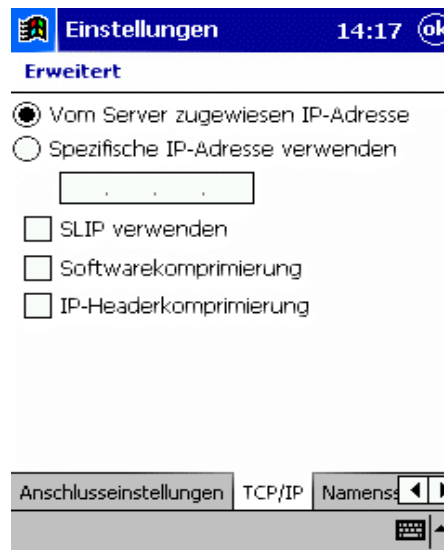 Einstellungen 14:17 ok
Erweitert
Vom Server zugewiesen IP-Adresse
Spezifische IP-Adresse verwenden
. . .
SLIP verwenden
Softwarekomprimierung
IP-Headerkomprimierung
Anschlusseinstellungen TCP/IP Namenss